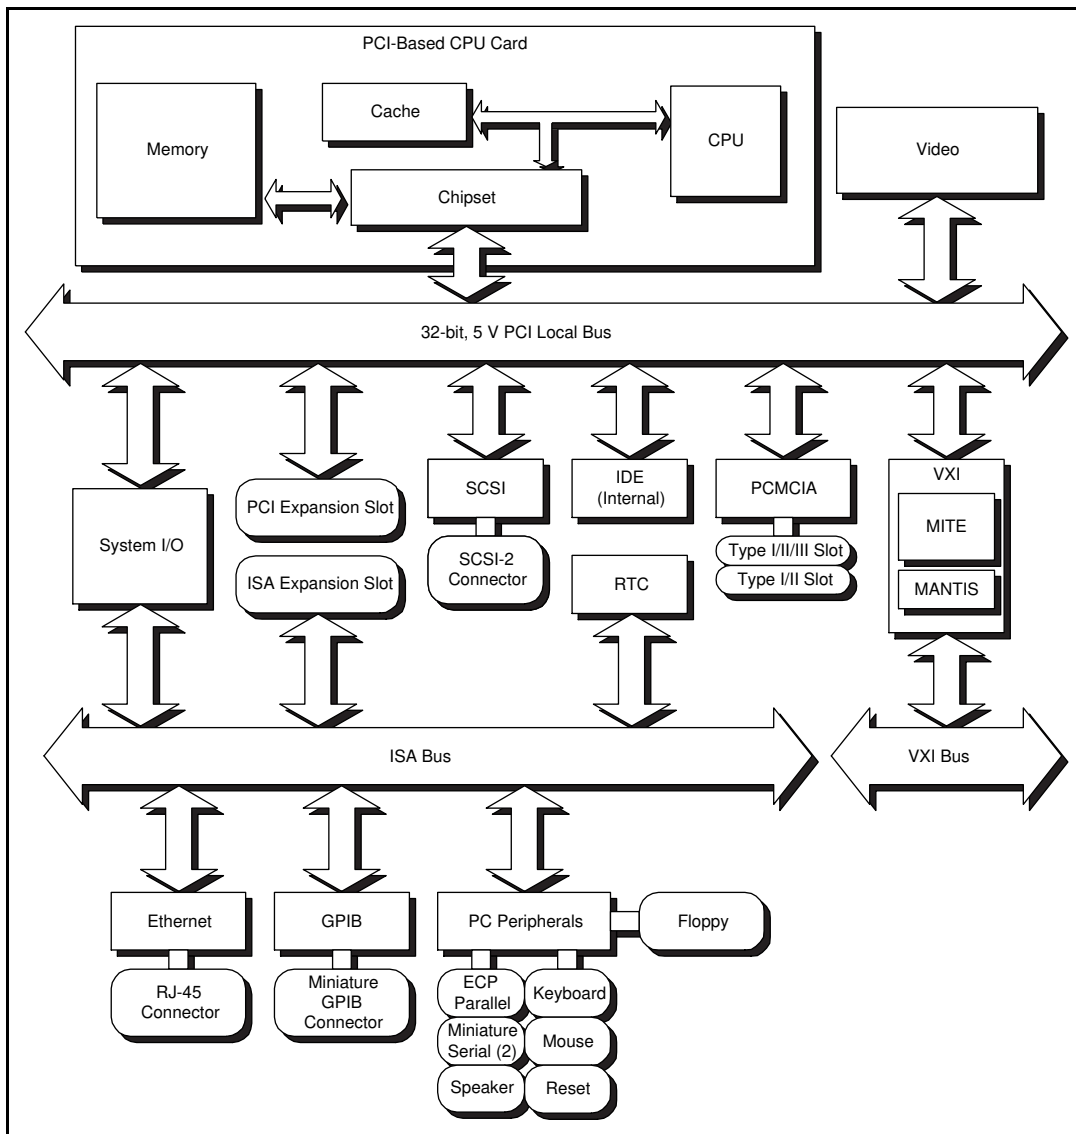 PCI-Based CPU Card
Cache
Memory
CPU
Video
Chipset
32-bit, 5 V PCI Local Bus
SCSI
IDE
(Internal)
PCMCIA
VXI
PCI Expansion Slot
System I/O
MITE
Type I/II/III Slot
SCSI-2
Connector
ISA Expansion Slot
RTC
Type I/II Slot
MANTIS
ISA Bus
VXI Bus
Ethernet
GPIB
PC Peripherals
Floppy
RJ-45
Connector
Miniature
GPIB
Connector
ECP
Parallel
Keyboard
Miniature
Serial (2)
Mouse
Speaker
Reset